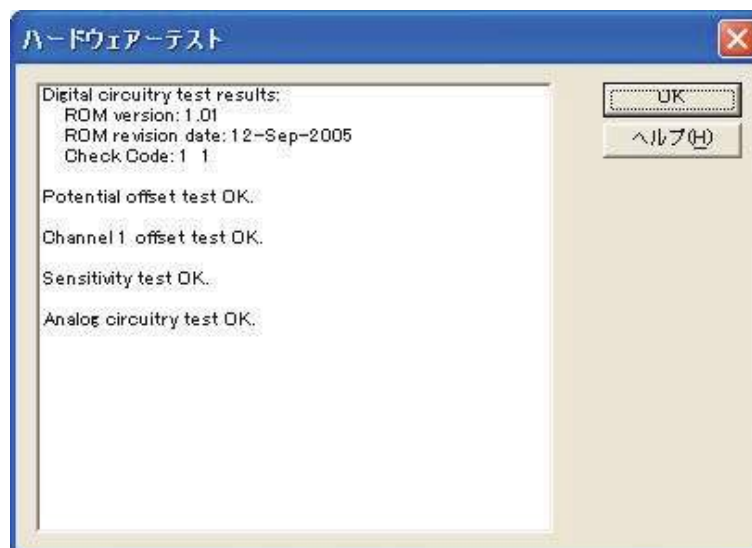 ハードウェアーテスト
Digital circuitry test results:
ROM version: 1.01
ROM revision date: 12-Sep-2005
Check Code: 1 1
Potential offset test OK.
Channel 1 offset test OK.
Sensitivity test OK.
Analog circuitry test OK.
OK
ヘルプ(H)